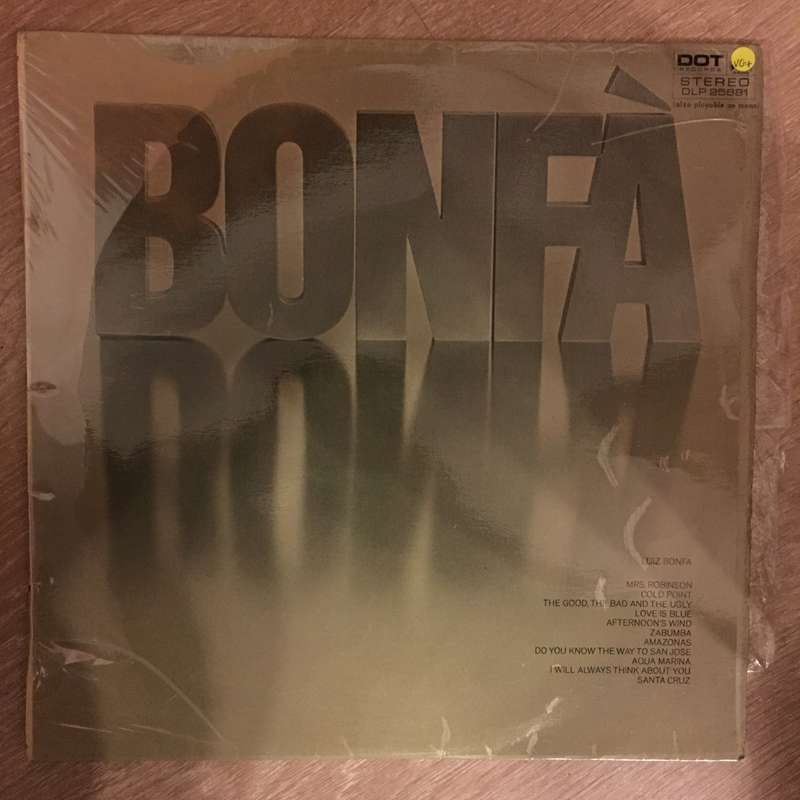 BONFÀ
DOT
RECORDS
VG+
STEREO
DLP 25881
(also playable on mono)
LUIZ BONFA
MRS. ROBINSON
COLD POINT
THE GOOD, THE BAD AND THE UGLY
LOVE IS BLUE
AFTERNOON'S WIND
ZABUMBA
AMAZONAS
DO YOU KNOW THE WAY TO SAN JOSE
AQUA MARINA
I WILL ALWAYS THINK ABOUT YOU
SANTA CRUZ